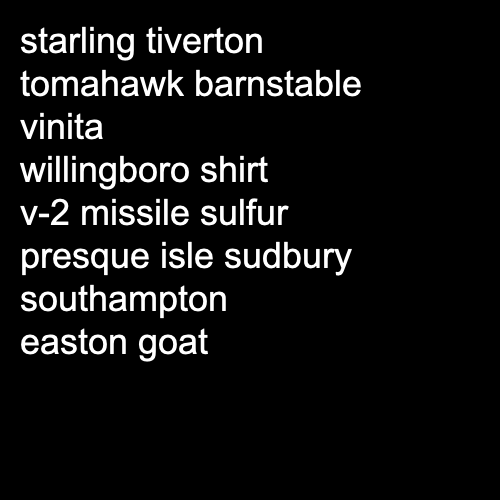 starling tiverton
tomahawk barnstable
vinita
willingboro shirt
v-2 missile sulfur
presque isle sudbury
southampton
easton goat